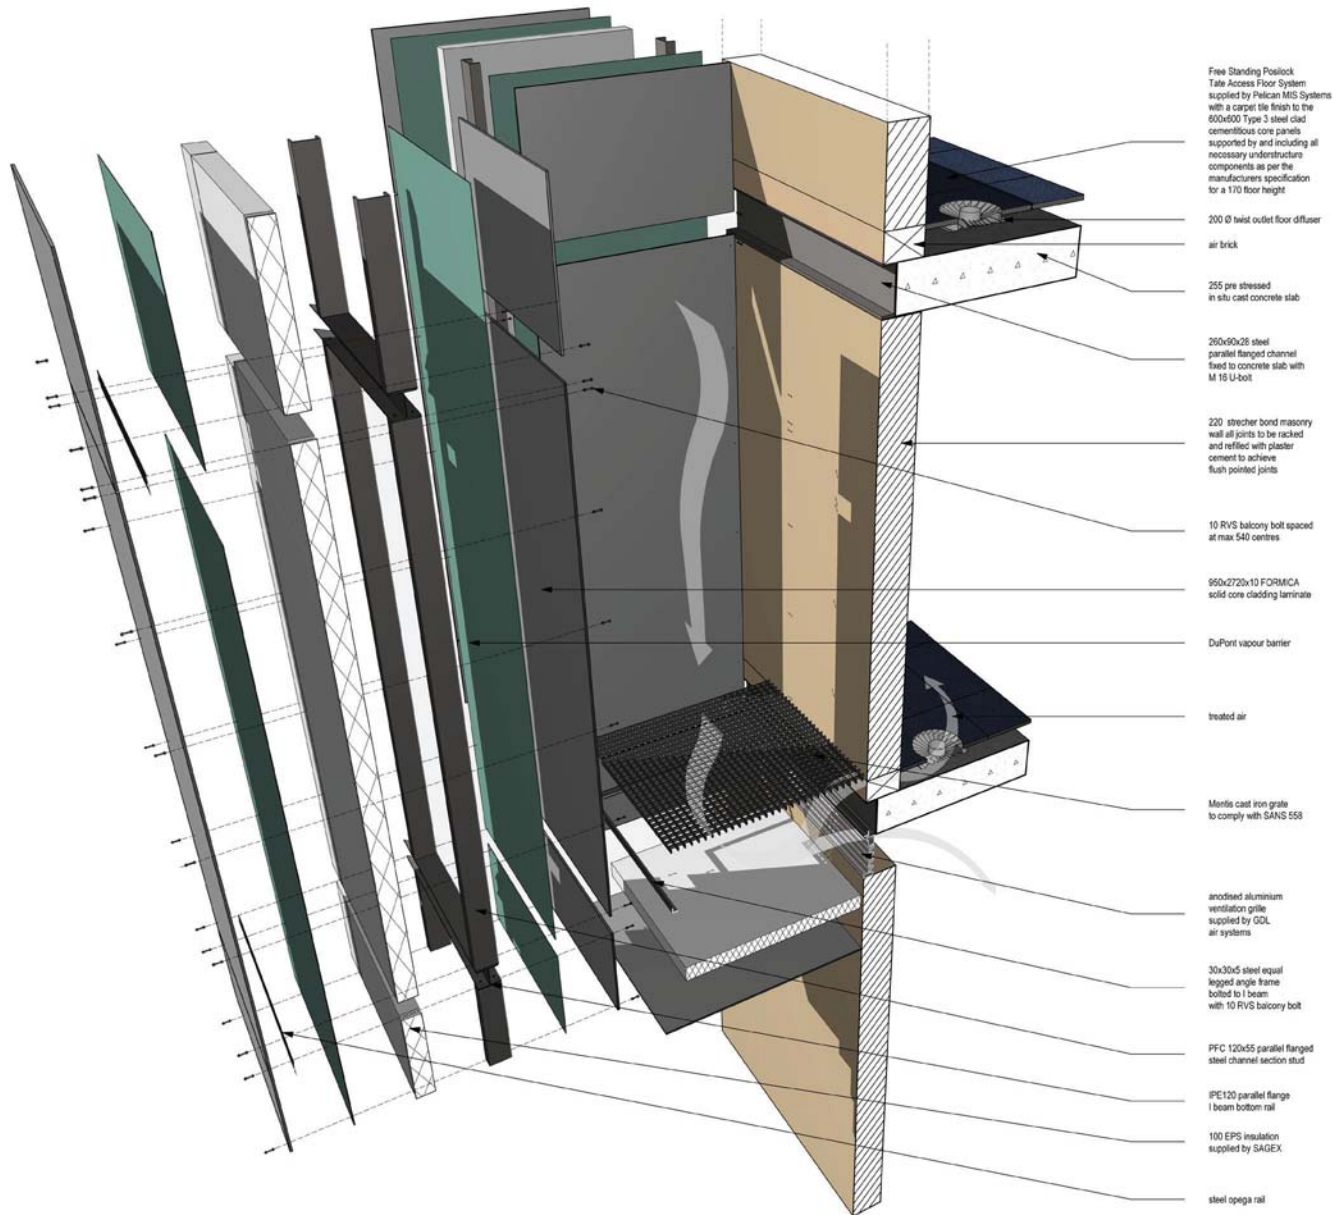 Free Standing Posilock
Tate Access Floor System
supplied by Pelican MIS Systems
with a carpet tile finish to the
600x600 Type 3 steel clad
cementitious core panels
supported by and including all
necessary understructure
components as per the
manufacturers specification
for a 170 floor height
200 Ø twist outlet floor diffuser
air brick
255 pre stressed
in situ cast concrete slab
260x90x28 steel
parallel flanged channel
fixed to concrete slab with
M 16 U-bolt
220 strecher bond masonry
wall all joints to be racked
and refilled with plaster
cement to achieve
flush pointed joints
10 RVS balcony bolt spaced
at max 540 centres
950x2720x10 FORMICA
solid core cladding laminate
DuPont vapour barrier
treated air
Mentis cast iron grate
to comply with SANS 558
anodised aluminium
ventilation grille
supplied by GDL
air systems
30x30x5 steel equal
legged angle frame
bolted to I beam
with 10 RVS balcony bolt
PFC 120x55 parallel flanged
steel channel section stud
IPE120 parallel flange
I beam bottom rail
100 EPS insulation
supplied by SAGEX
steel opega rail